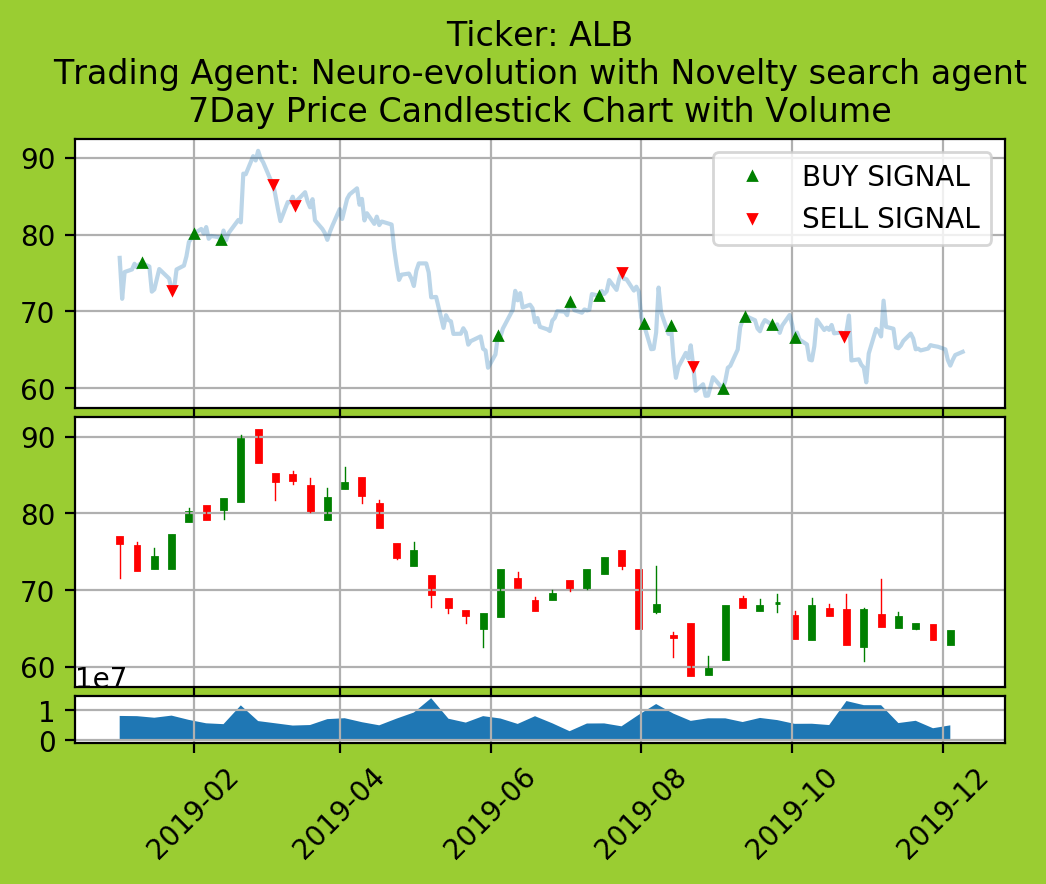 Ticker: ALB
Trading Agent: Neuro-evolution with Novelty search agent
7Day Price Candlestick Chart with Volume
90
80
70
60
BUY SIGNAL
SELL SIGNAL
90
80
70
60
1e7
1
0
2019-02
2019-04
2019-06
2019-08
2019-10
2019-12